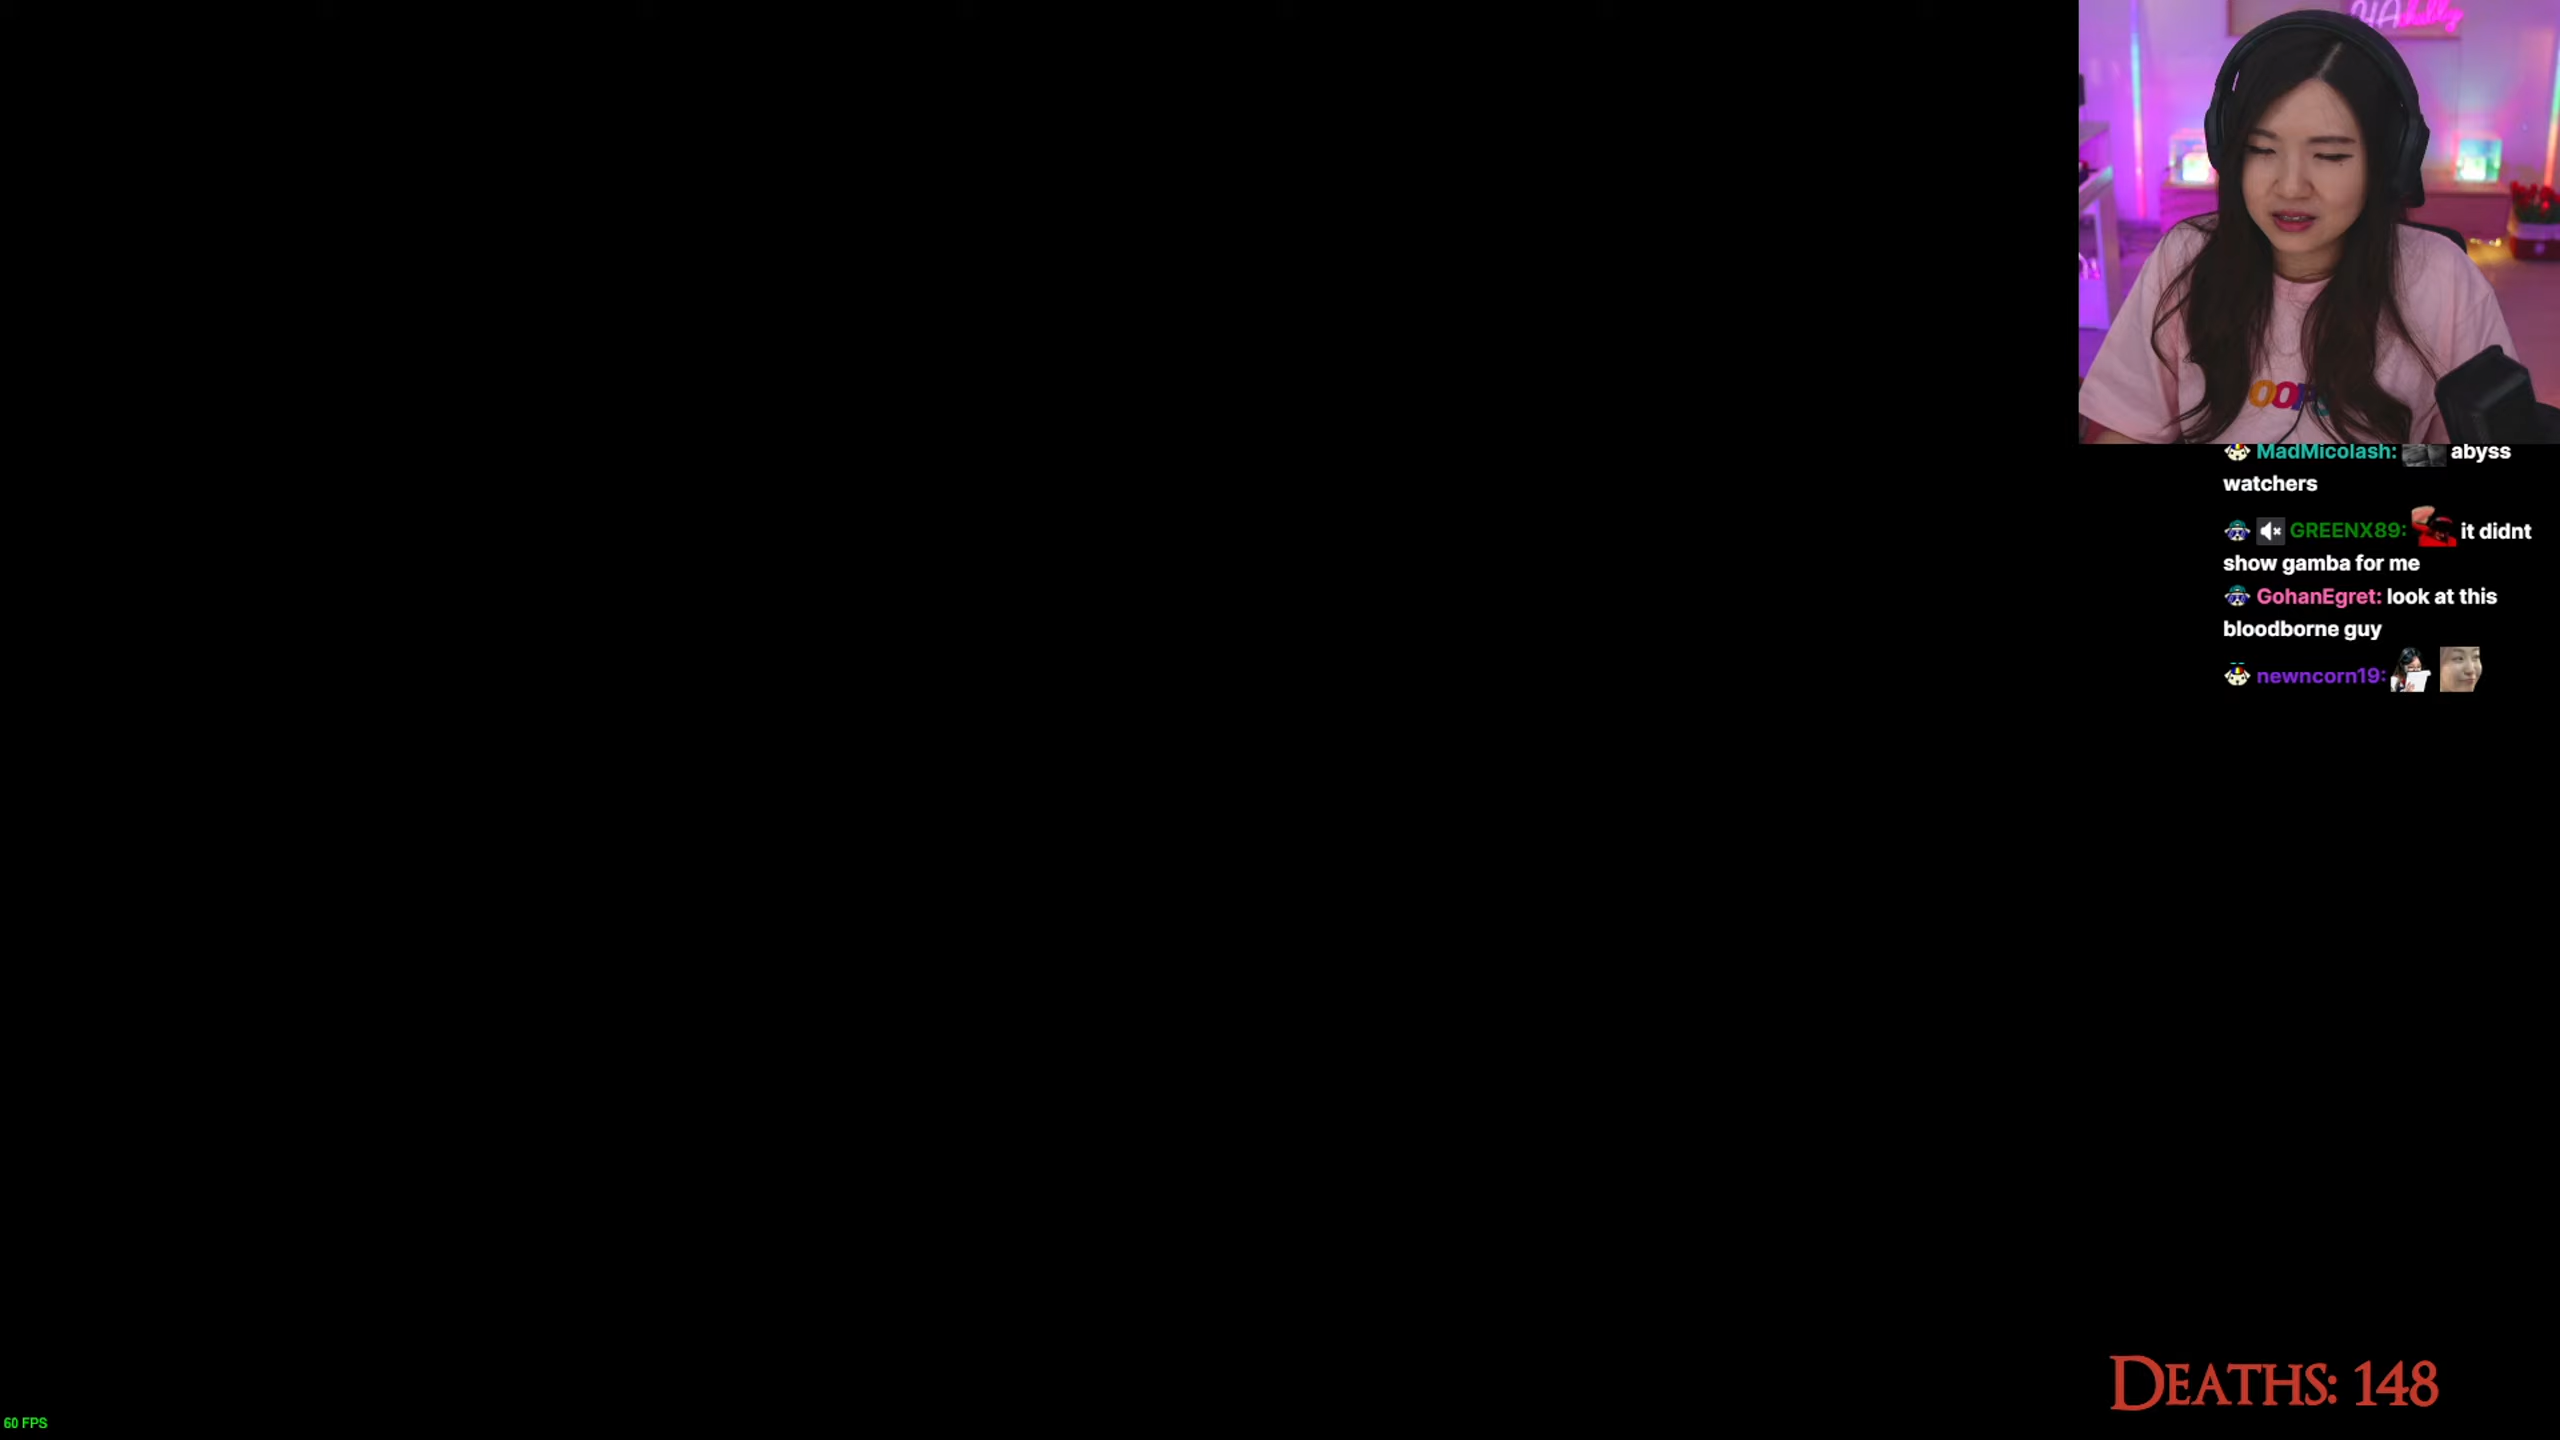 MadMicolash: abyss
watchers
GREENX89: it didnt
show gamba for me
GohanEgret: look at this
bloodborne guy
newncorn19:
DEATHS: 148
60 FPS